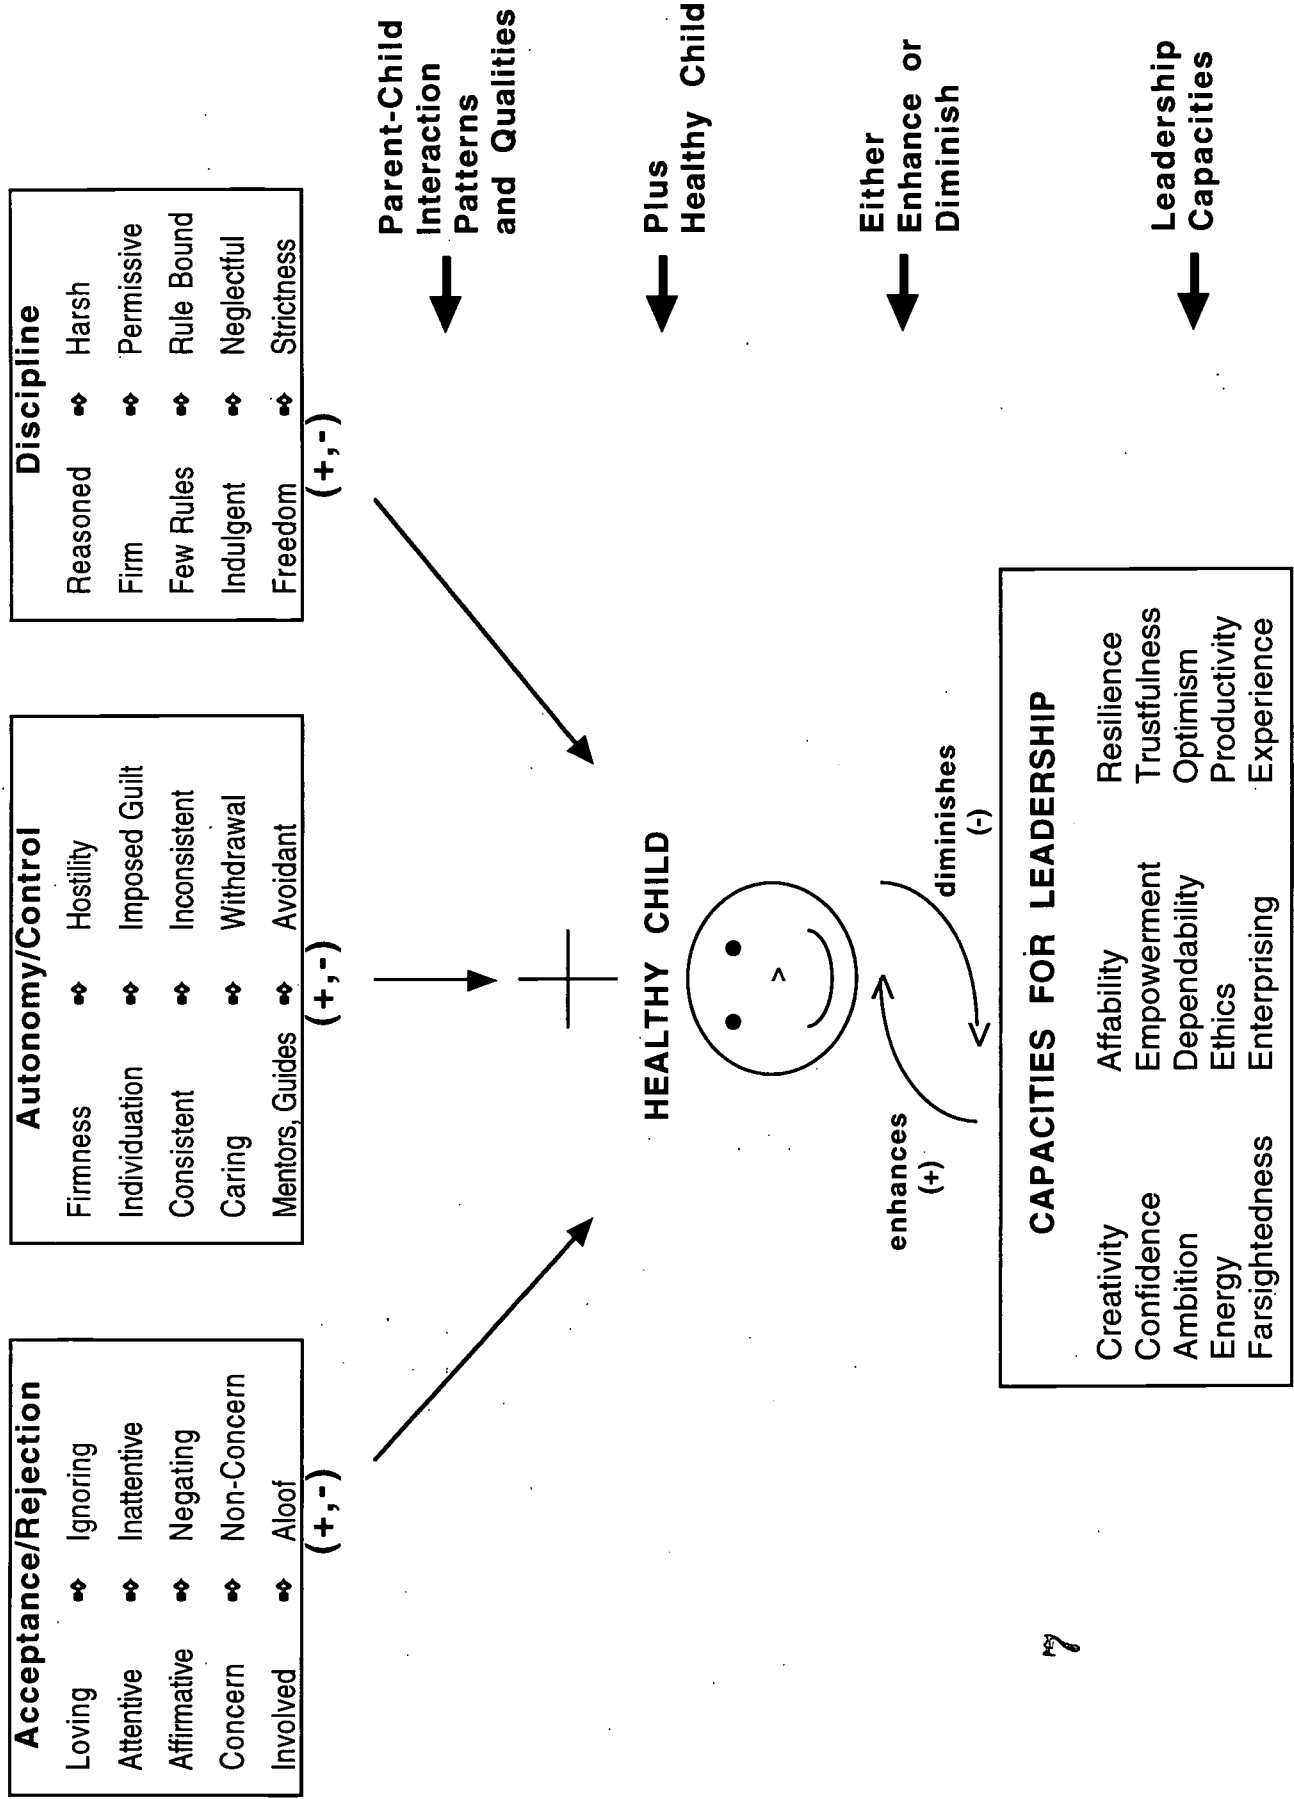 Acceptance/Rejection
Loving Ignoring
Attentive Inattentive
Affirmative Negating
Concern Non-Concern
Involved Aloof
(+,-)
Autonomy/Control
Firmness Hostility
Individuation Imposed Guilt
Consistent Inconsistent
Caring Withdrawal
Mentors, Guides Avoidant
(+,-)
Discipline
Reasoned Harsh
Firm Permissive
Few Rules Rule Bound
Indulgent Neglectful
Freedom Strictness
(+,-)
Parent-Child
Interaction
Patterns
and Qualities
HEALTHY CHILD
Plus
Healthy Child
enhances
(+)
diminishes
(-)
Either
Enhance or
Diminish
CAPACITIES FOR LEADERSHIP
Creativity Affability Resilience
Confidence Empowerment Trustfulness
Ambition Dependability Optimism
Energy Ethics Productivity
Farsightedness Enterprising Experience
Leadership
Capacities
7